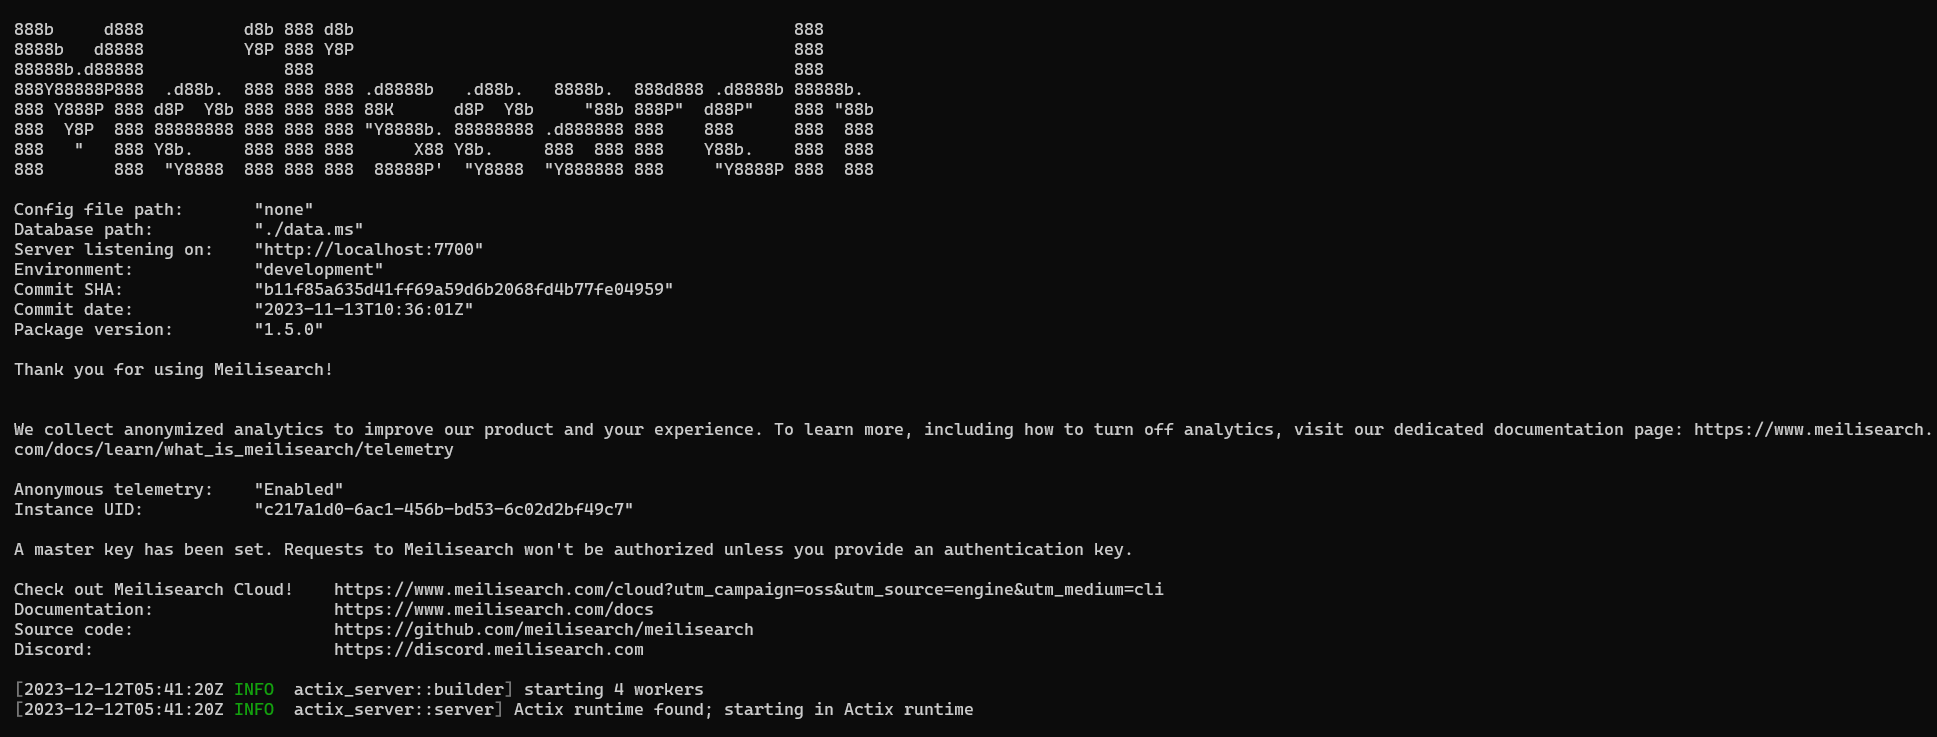 888b     d888          d8b 888 d8b                                            888
8888b   d8888          Y8P 888 Y8P                                            888
88888b.d88888              888                                                888
888Y88888P888  .d88b.  888 888 888 .d8888b   .d88b.   8888b.  888d888 .d8888b 88888b.
888 Y888P 888 d8P  Y8b 888 888 888 88K      d8P  Y8b     "88b 888P"  d88P"    888 "88b
888  Y8P  888 88888888 888 888 888 "Y8888b. 88888888 .d888888 888    888      888  888
888   "   888 Y8b.     888 888 888      X88 Y8b.     888  888 888    Y88b.    888  888
888       888  "Y8888  888 888 888  88888P'  "Y8888  "Y888888 888     "Y8888P 888  888
Config file path:       "none"
Database path:          "./data.ms"
Server listening on:    "http://localhost:7700"
Environment:            "development"
Commit SHA:             "b11f85a635d41ff69a59d6b2068fd4b77fe04959"
Commit date:            "2023-11-13T10:36:01Z"
Package version:        "1.5.0"
Thank you for using Meilisearch!
We collect anonymized analytics to improve our product and your experience. To learn more, including how to turn off analytics, visit our dedicated documentation page: https://www.meilisearch.
com/docs/learn/what_is_meilisearch/telemetry
Anonymous telemetry:    "Enabled"
Instance UID:           "c217a1d0-6ac1-456b-bd53-6c02d2bf49c7"
A master key has been set. Requests to Meilisearch won't be authorized unless you provide an authentication key.
Check out Meilisearch Cloud!    https://www.meilisearch.com/cloud?utm_campaign=oss&utm_source=engine&utm_medium=cli
Documentation:                  https://www.meilisearch.com/docs
Source code:                    https://github.com/meilisearch/meilisearch
Discord:                        https://discord.meilisearch.com
[2023-12-12T05:41:20Z INFO  actix_server::builder] starting 4 workers
[2023-12-12T05:41:20Z INFO  actix_server::server] Actix runtime found; starting in Actix runtime